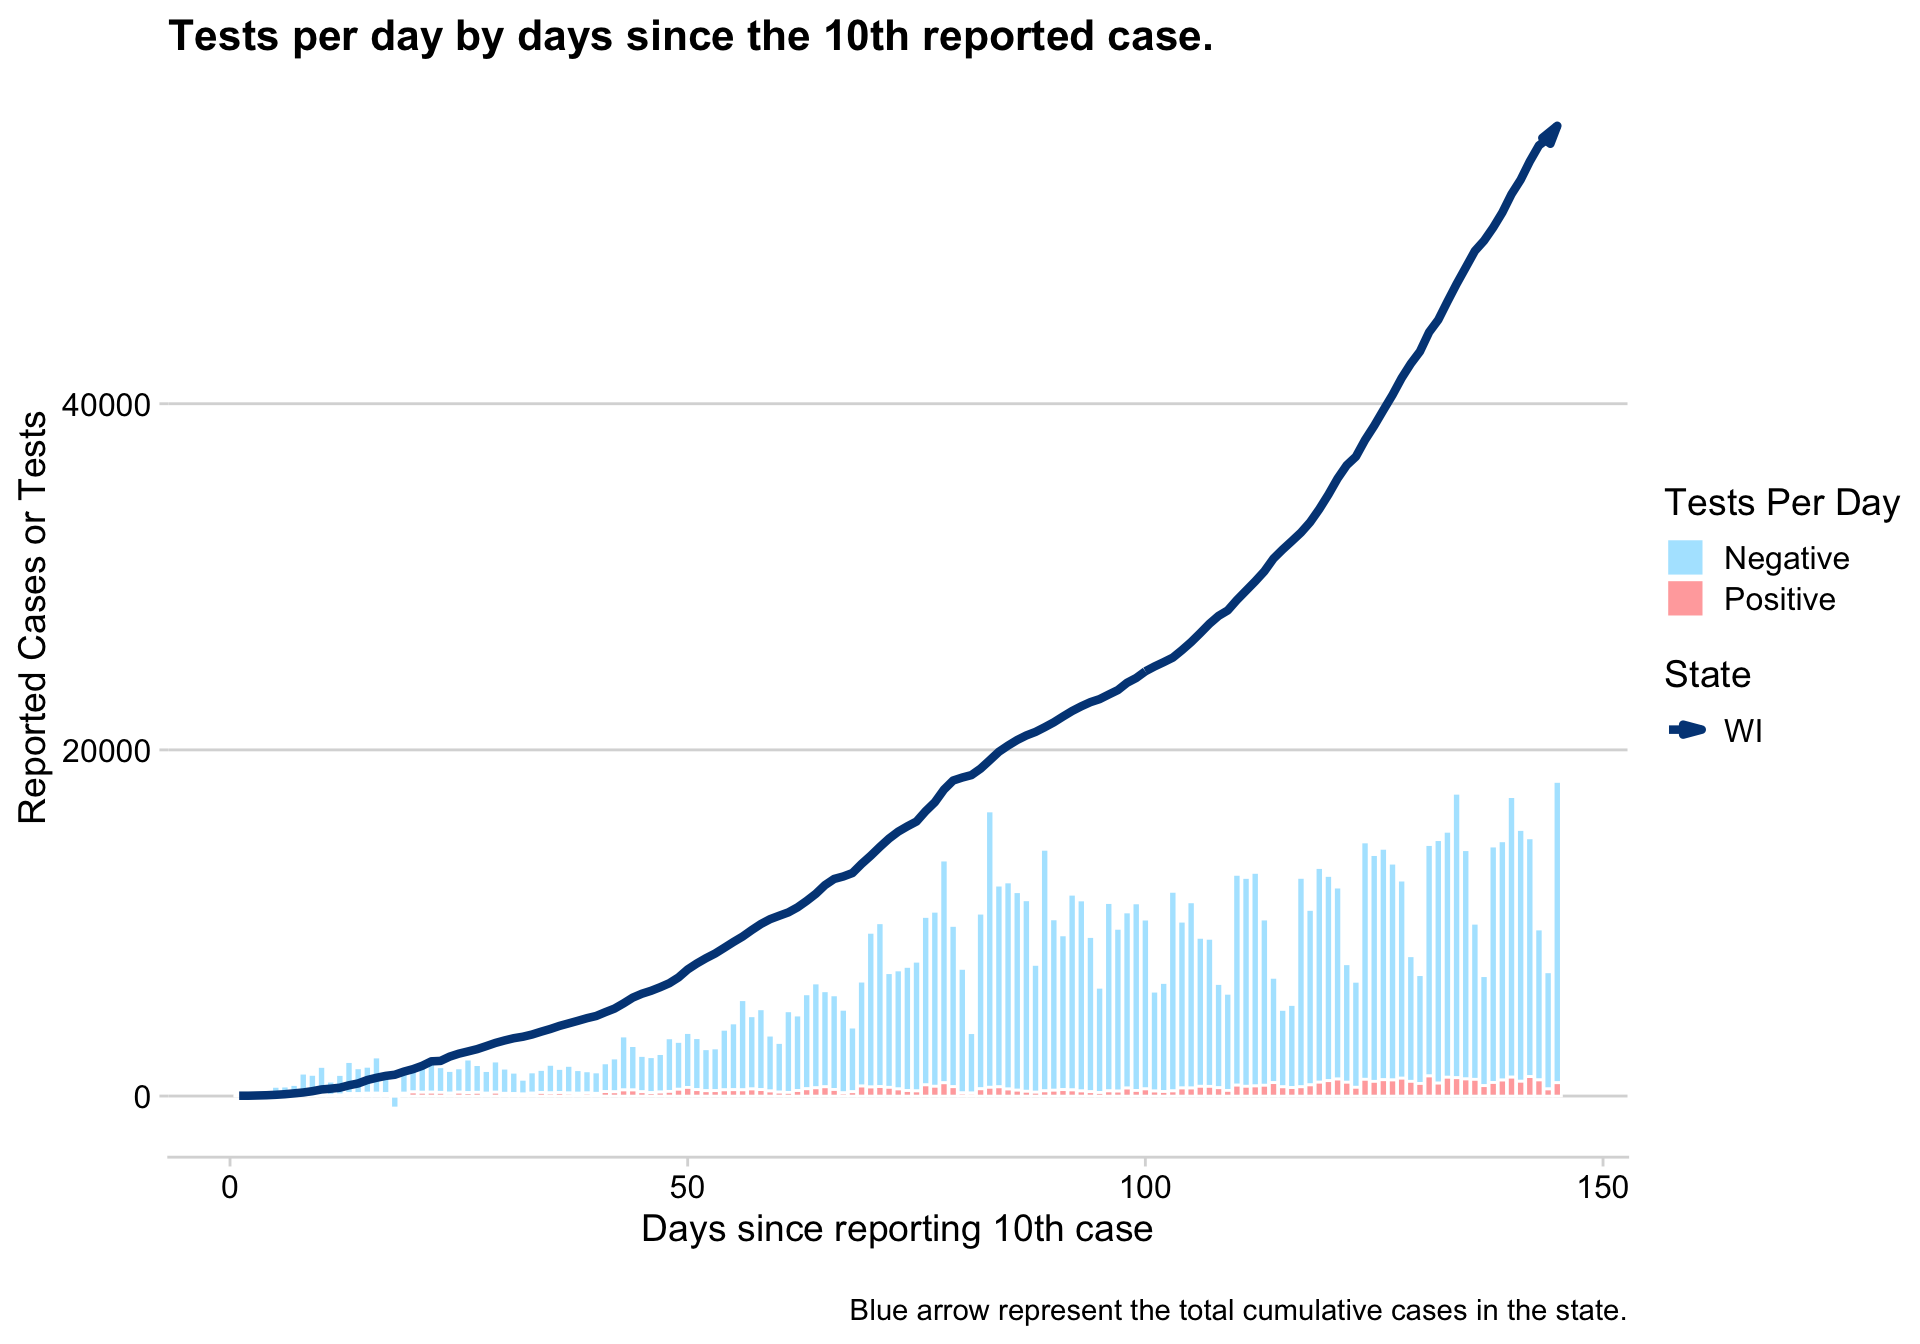 Tests per day by days since the 10th reported case.
Reported Cases or Tests
40000
20000
0
0
50
100
150
Days since reporting 10th case
Tests Per Day
Negative
Positive
State
WI
Blue arrow represent the total cumulative cases in the state.